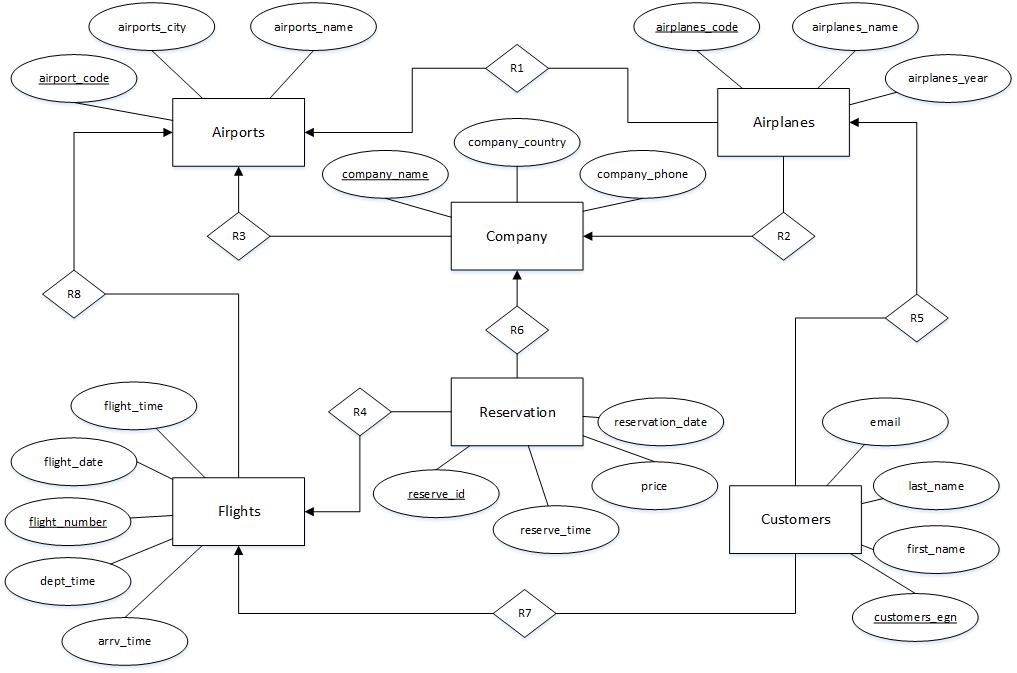 airports_city
airports_name
airplanes_code
airplanes_name
airport_code
R1
airplanes_year
Airports
Airplanes
company_country
company_name
company_phone
R3
Company
R2
R8
R5
R6
flight_time
R4
Reservation
reservation_date
email
flight_date
reserve_id
price
last_name
flight_number
Flights
reserve_time
Customers
first_name
dept_time
R7
customers_egn
arrv_time